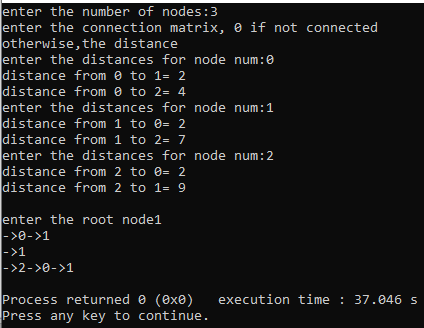 enter the number of nodes:3
enter the connection matrix, 0 if not connected
otherwise,the distance
enter the distances for node num:0
distance from 0 to 1= 2
distance from 0 to 2= 4
enter the distances for node num:1
distance from 1 to 0= 2
distance from 1 to 2= 7
enter the distances for node num:2
distance from 2 to 0= 2
distance from 2 to 1= 9
enter the root node1
->0->1
->1
->2->0->1
Process returned 0 (0x0)   execution time : 37.046 s
Press any key to continue.